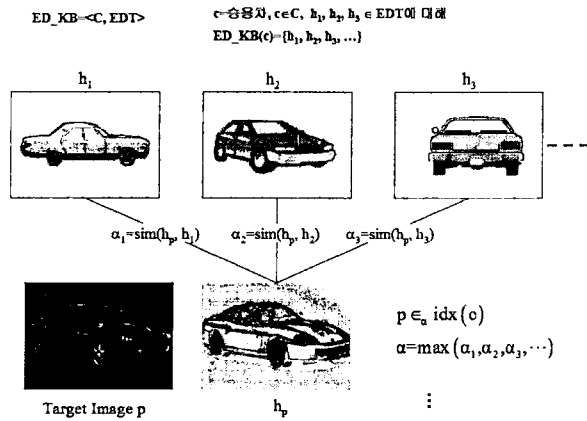 ED_KB=<C, EDT>
c=승용차, c∈C, h₁, h₂, h₃ ∈ EDT에 대해
ED_KB(c)={h₁, h₂, h₃, …}
h₁
h₂
h₃
α₁=sim(hₚ, h₁)
α₂=sim(hₚ, h₂)
α₃=sim(hₚ, h₃)
p ∈α idx(c)
α=max(α₁,α₂,α₃,⋯)
⋮
Target Image p
hₚ